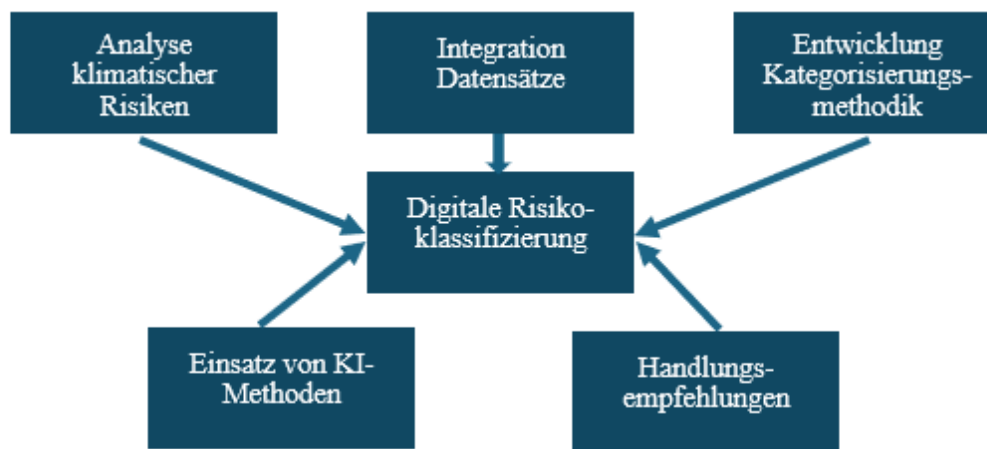 Analyse
klimatischer
Risiken
Integration
Datensätze
Entwicklung
Kategorisierungs-
methodik
Digitale Risiko-
klassifizierung
Einsatz von KI-
Methoden
Handlungs-
empfehlungen